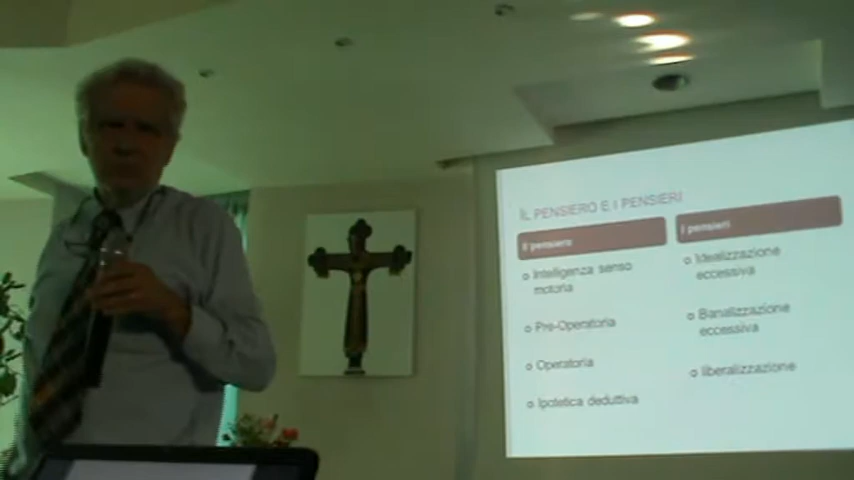 IL PENSIERO E I PENSIERI
Il pensiero
I pensieri
Intelligenza senso
motoria
Pre-Operatoria
Operatoria
Ipotetica deduttiva
Idealizzazione
eccessiva
Banalizzazione
eccessiva
liberalizzazione